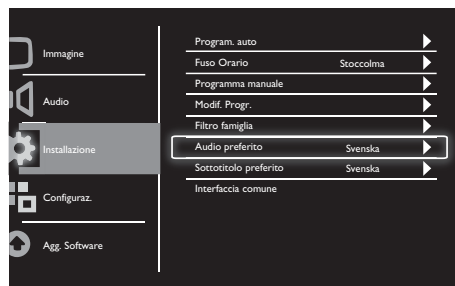 Immagine
Audio
Installazione
Configuraz.
Agg. Software
Program. auto
Fuso Orario Stoccolma
Programma manuale
Modif. Progr.
Filtro famiglia
Audio preferito Svenska
Sottotitolo preferito Svenska
Interfaccia comune